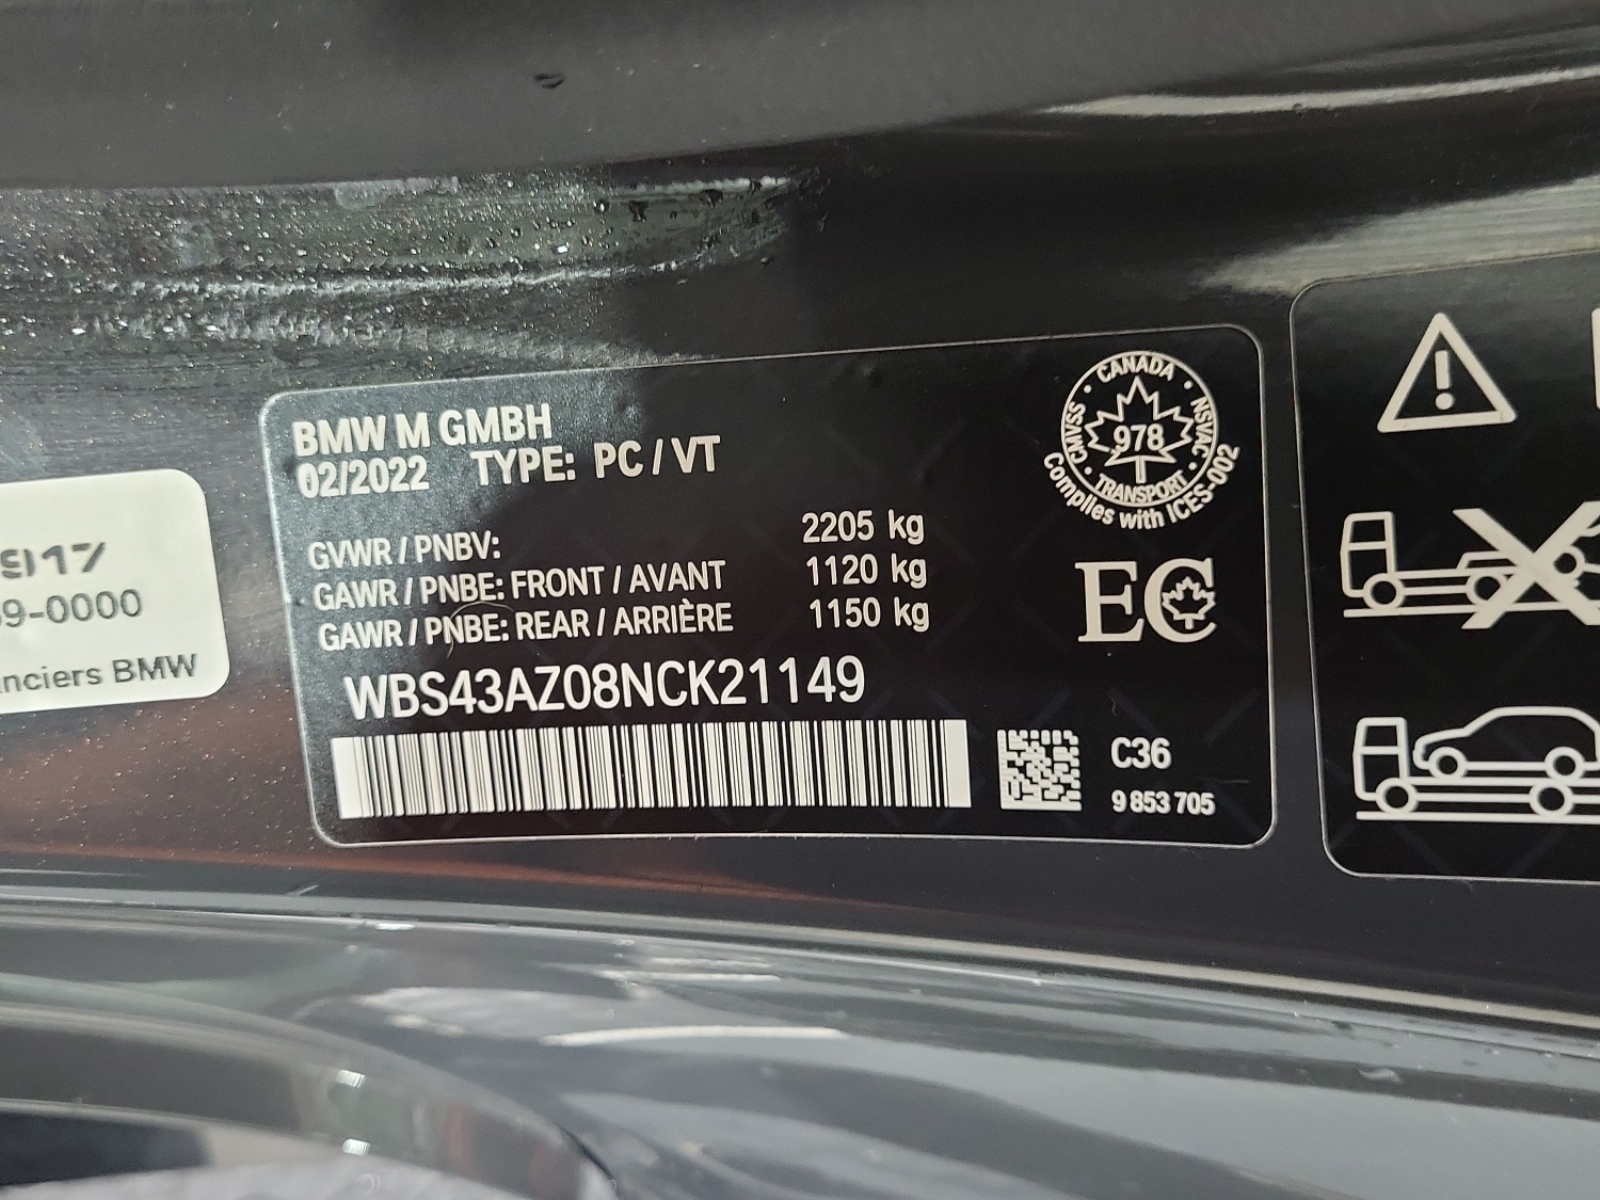 917
9-0000
nciers BMW
BMW M GMBH
02/2022 TYPE: PC / VT
GVWR / PNBV: 2205 kg
GAWR / PNBE: FRONT / AVANT 1120 kg
GAWR / PNBE: REAR / ARRIÈRE 1150 kg
WBS43AZ08NCK21149
CANADA
CMVSS
978
NSVAC
TRANSPORT
Complies with ICES-002
EC
C36
9 853 705